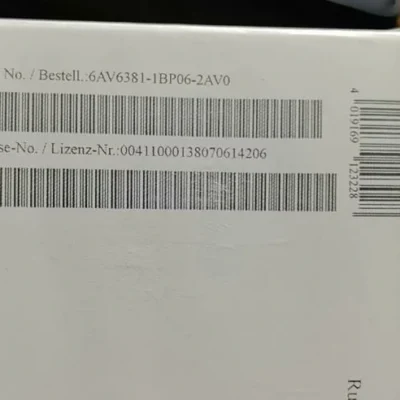 No. / Bestell.:6AV6381-1BP06-2AV0
se-No. / Lizenz-Nr.:00411000138070614206
4 019169 123228
Ru